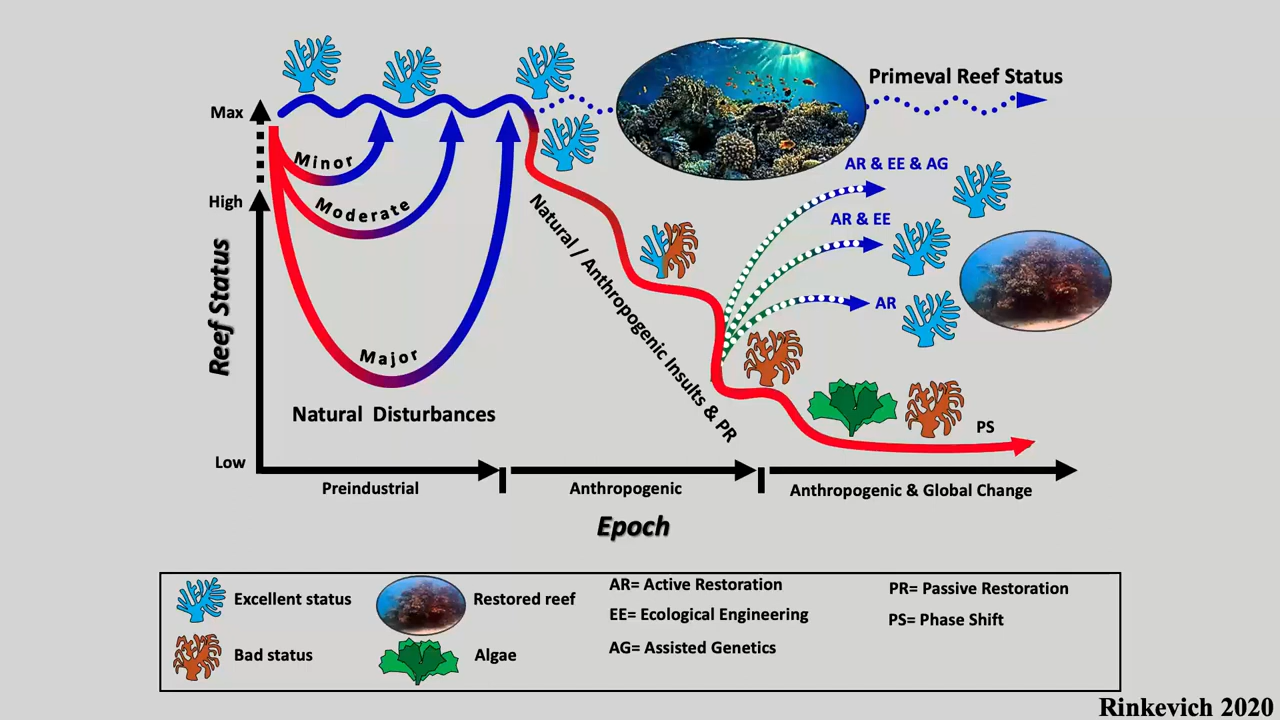 Primeval Reef Status
Max
Minor
AR & EE & AG
High
Moderate
AR & EE
Natural / Anthropogenic Insults & PR
Reef Status
AR
Major
Natural Disturbances
PS
Low
Preindustrial
Anthropogenic
Anthropogenic & Global Change
Epoch
Excellent status
Restored reef
AR= Active Restoration
PR= Passive Restoration
EE= Ecological Engineering
PS= Phase Shift
Bad status
Algae
AG= Assisted Genetics
Rinkevich 2020